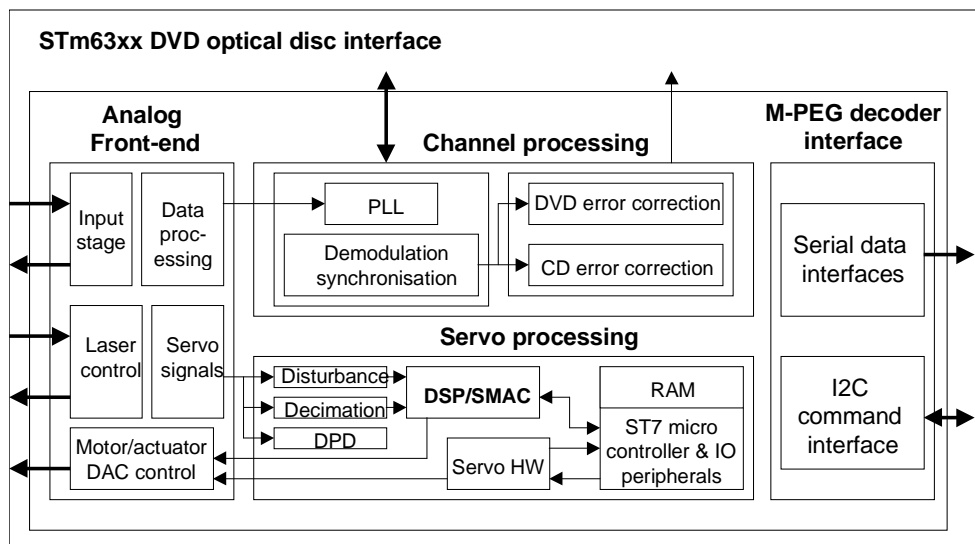 STm63xx DVD optical disc interface
Analog
Front-end
Channel processing
M-PEG decoder
interface
Input
stage
Data
proc-
essing
PLL
Demodulation
synchronisation
DVD error correction
CD error correction
Serial data
interfaces
Servo processing
Laser
control
Servo
signals
Disturbance
Decimation
DPD
DSP/SMAC
RAM
ST7 micro
controller & IO
peripherals
Servo HW
I2C
command
interface
Motor/actuator
DAC control